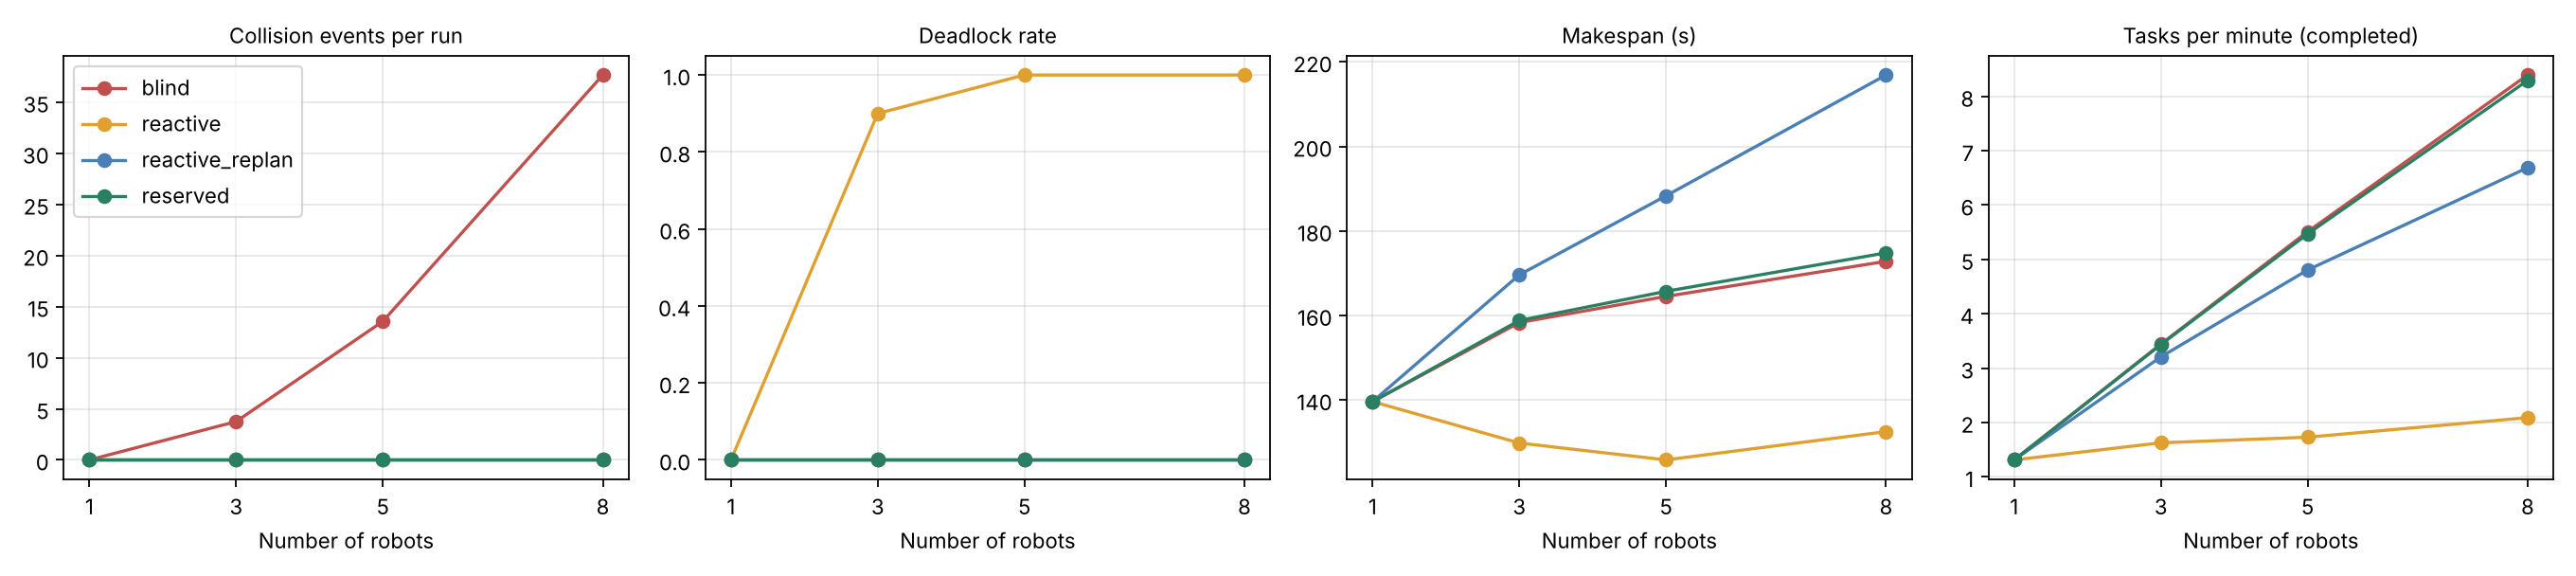 Collision events per run
35
30
25
20
15
10
5
0
blind
reactive
reactive_replan
reserved
1 3 5 8
Number of robots
Deadlock rate
1.0
0.8
0.6
0.4
0.2
0.0
1 3 5 8
Number of robots
Makespan (s)
220
200
180
160
140
1 3 5 8
Number of robots
Tasks per minute (completed)
8
7
6
5
4
3
2
1
1 3 5 8
Number of robots